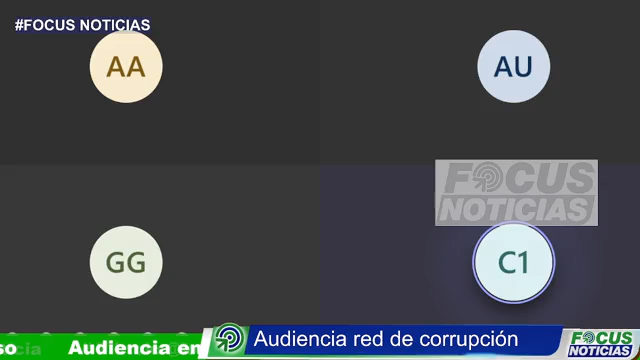 #FOCUS NOTICIAS
AA
AU
FOCUS
NOTICIAS
GG
C1
Audiencia red de corrupción
Audiencia en
FOCUS
NOTICIAS